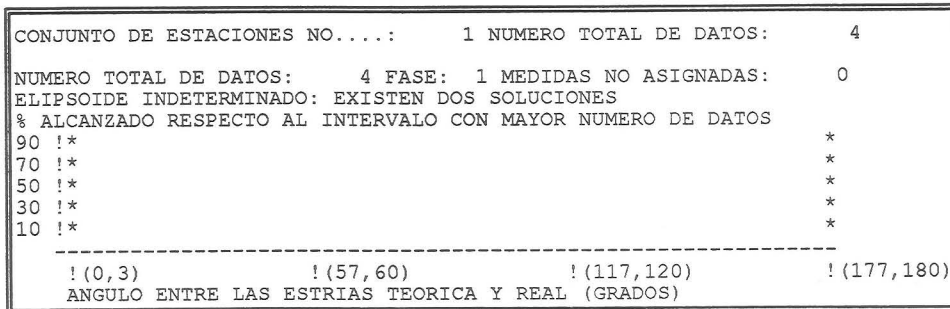 CONJUNTO DE ESTACIONES NO....: 1 NUMERO TOTAL DE DATOS: 4
NUMERO TOTAL DE DATOS: 4 FASE: 1 MEDIDAS NO ASIGNADAS: 0
ELIPSOIDE INDETERMINADO: EXISTEN DOS SOLUCIONES
% ALCANZADO RESPECTO AL INTERVALO CON MAYOR NUMERO DE DATOS
90 !* *
70 !* *
50 !* *
30 !* *
10 !* *
------------------------------------------------------------
!(0,3) !(57,60) !(117,120) !(177,180)
ANGULO ENTRE LAS ESTRIAS TEORICA Y REAL (GRADOS)